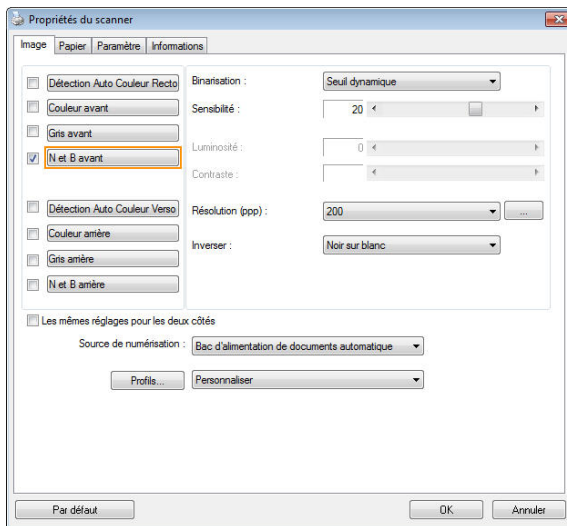 Propriétés du scanner
Image Papier Paramètre Informations
Détection Auto Couleur Recto
Couleur avant
Gris avant
N et B avant
Détection Auto Couleur Verso
Couleur arrière
Gris arrière
N et B arrière
Binarisation : Seuil dynamique
Sensibilité : 20
Luminosité : 0
Contraste :
Résolution (ppp) : 200 ...
Inverser : Noir sur blanc
Les mêmes réglages pour les deux côtés
Source de numérisation : Bac d'alimentation de documents automatique
Profils... Personnaliser
Par défaut OK Annuler